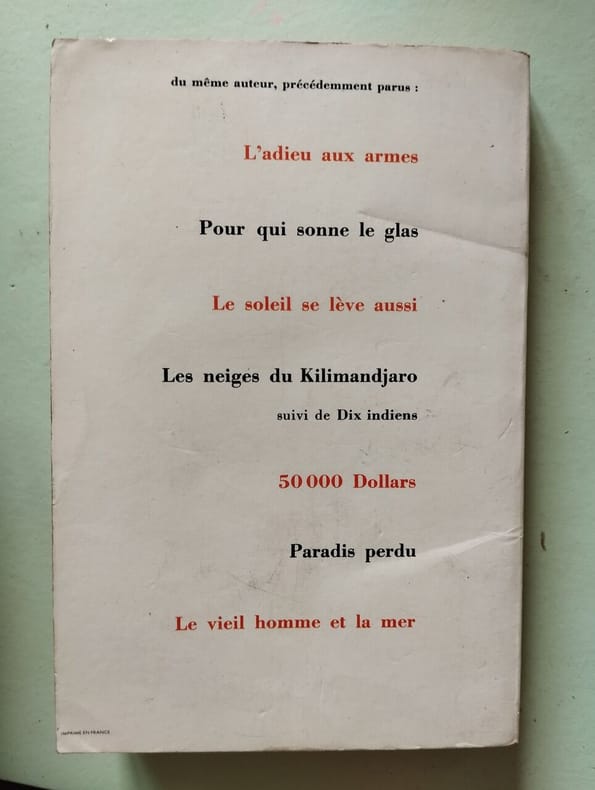 du même auteur, précédemment parus :
L'adieu aux armes
Pour qui sonne le glas
Le soleil se lève aussi
Les neiges du Kilimandjaro
suivi de Dix indiens
50 000 Dollars
Paradis perdu
Le vieil homme et la mer
IMPRIMÉ EN FRANCE